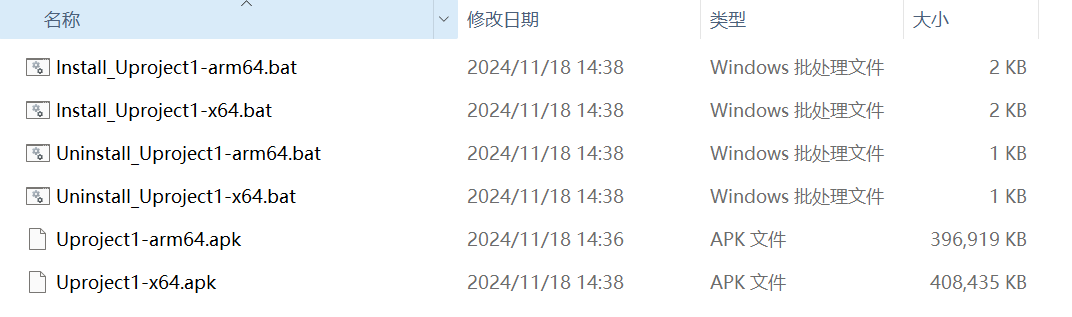 名称 修改日期 类型 大小
Install_Uproject1-arm64.bat 2024/11/18 14:38 Windows 批处理文件 2 KB
Install_Uproject1-x64.bat 2024/11/18 14:38 Windows 批处理文件 2 KB
Uninstall_Uproject1-arm64.bat 2024/11/18 14:38 Windows 批处理文件 1 KB
Uninstall_Uproject1-x64.bat 2024/11/18 14:38 Windows 批处理文件 1 KB
Uproject1-arm64.apk 2024/11/18 14:36 APK 文件 396,919 KB
Uproject1-x64.apk 2024/11/18 14:38 APK 文件 408,435 KB